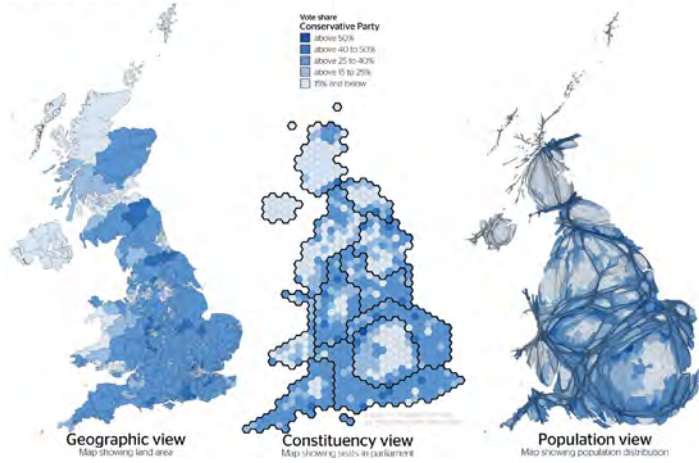 Vote share
Conservative Party
above 50%
above 40 to 50%
above 25 to 40%
above 15 to 25%
15% and below
Geographic view
Map showing land area
Constituency view
Map showing seats in parliament
Population view
Map showing population distribution